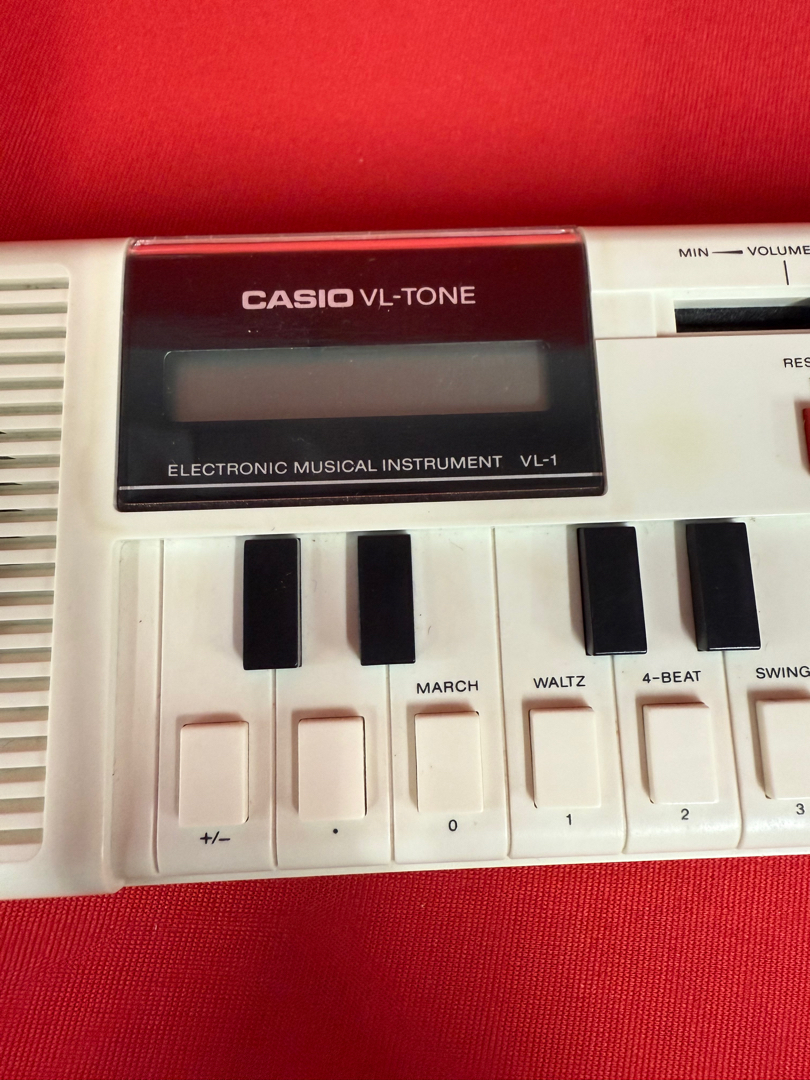 CASIO VL-TONE
ELECTRONIC MUSICAL INSTRUMENT VL-1
MIN VOLUME
RES
MARCH
WALTZ
4-BEAT
SWING
+/−
•
0
1
2
3